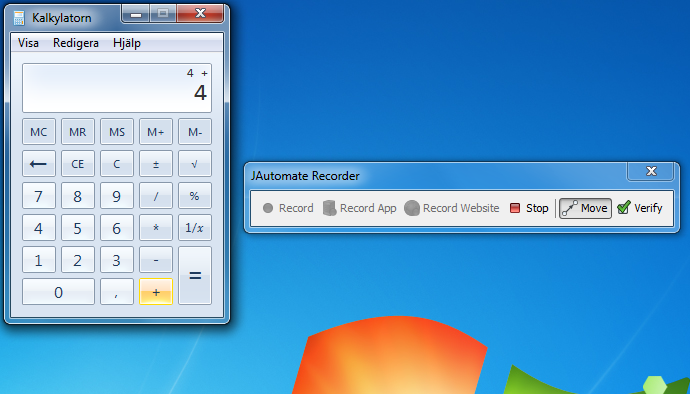 Kalkylatorn
Visa Redigera Hjälp
4 +
4
MC MR MS M+ M-
← CE C ± √
7 8 9 / %
4 5 6 * 1/x
1 2 3 - =
0 , +
JAutomate Recorder
Record Record App Record Website Stop Move Verify